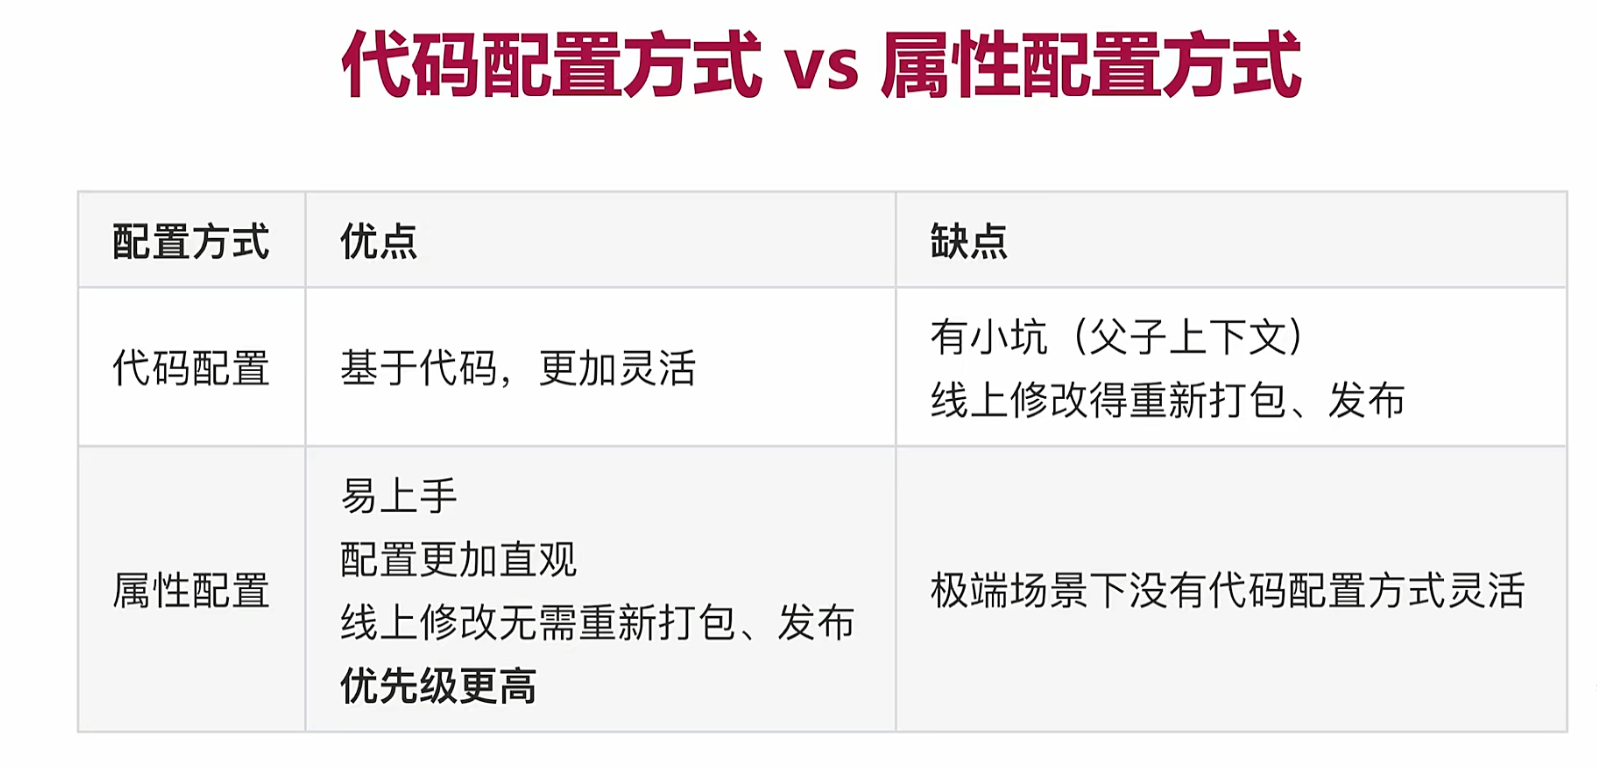 代码配置方式 vs 属性配置方式
配置方式 优点 缺点
代码配置 基于代码，更加灵活
有小坑（父子上下文）
线上修改得重新打包、发布
属性配置
易上手
配置更加直观
线上修改无需重新打包、发布
优先级更高
极端场景下没有代码配置方式灵活